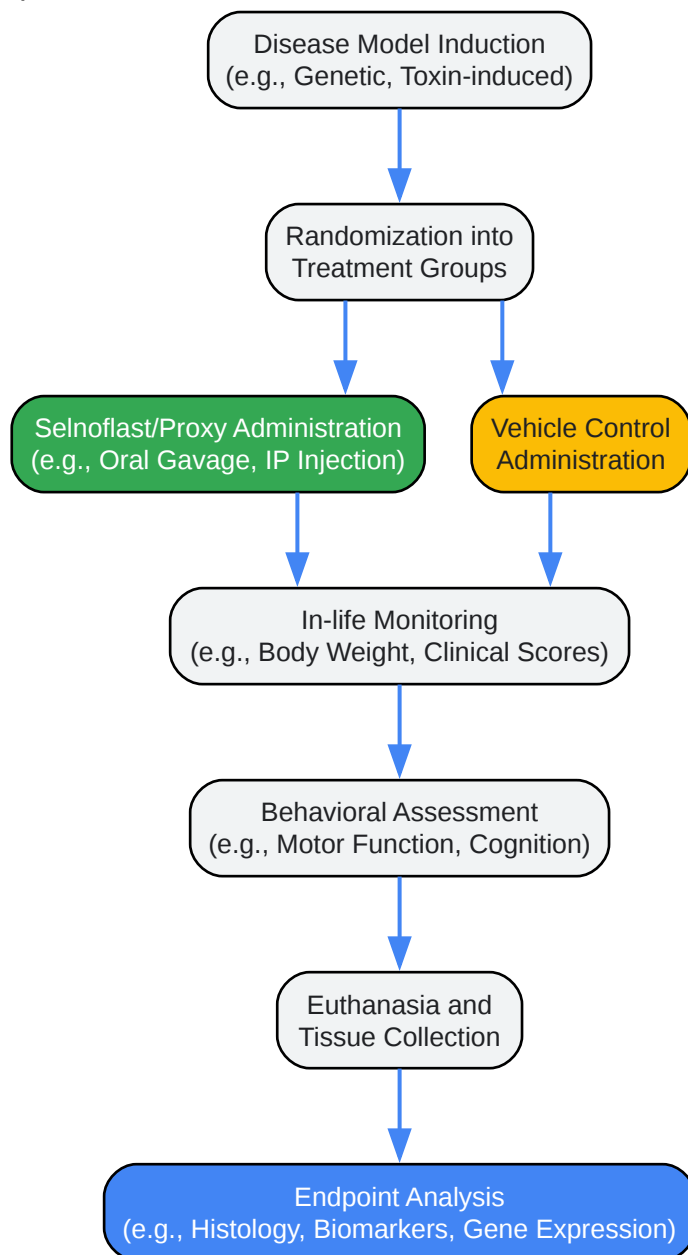 Disease Model Induction
(e.g., Genetic, Toxin-induced)
Randomization into
Treatment Groups
Selnoflast/Proxy Administration
(e.g., Oral Gavage, IP Injection)
Vehicle Control
Administration
In-life Monitoring
(e.g., Body Weight, Clinical Scores)
Behavioral Assessment
(e.g., Motor Function, Cognition)
Euthanasia and
Tissue Collection
Endpoint Analysis
(e.g., Histology, Biomarkers, Gene Expression)